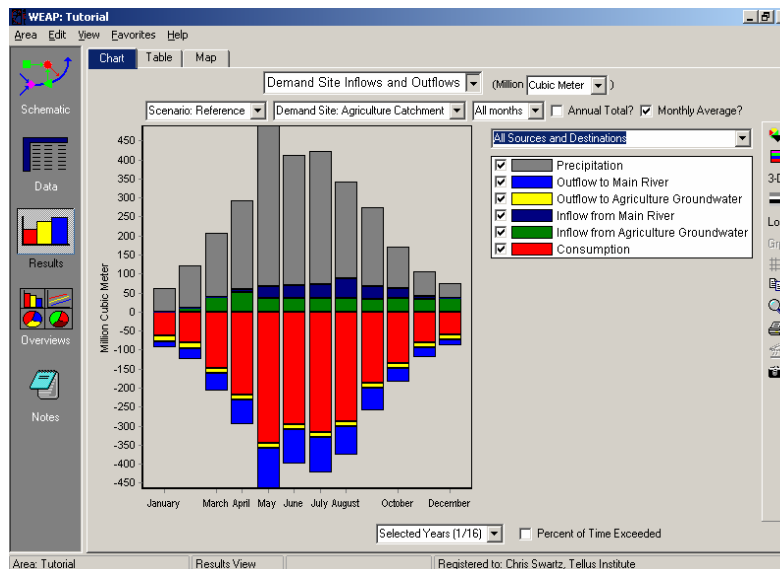 WEAP: Tutorial
Area Edit View Favorites Help
Chart Table Map
Demand Site Inflows and Outflows (Million Cubic Meter )
Scenario: Reference Demand Site: Agriculture Catchment All months Annual Total? Monthly Average?
All Sources and Destinations
Precipitation
Outflow to Main River
Outflow to Agriculture Groundwater
Inflow from Main River
Inflow from Agriculture Groundwater
Consumption
Schematic
Data
Results
Overviews
Notes
Million Cubic Meter
450
400
350
300
250
200
150
100
50
0
-50
-100
-150
-200
-250
-300
-350
-400
-450
January March April May June July August October December
3-D
Selected Years (1/16) Percent of Time Exceeded
Area: Tutorial Results View Registered to: Chris Swartz, Tellus Institute